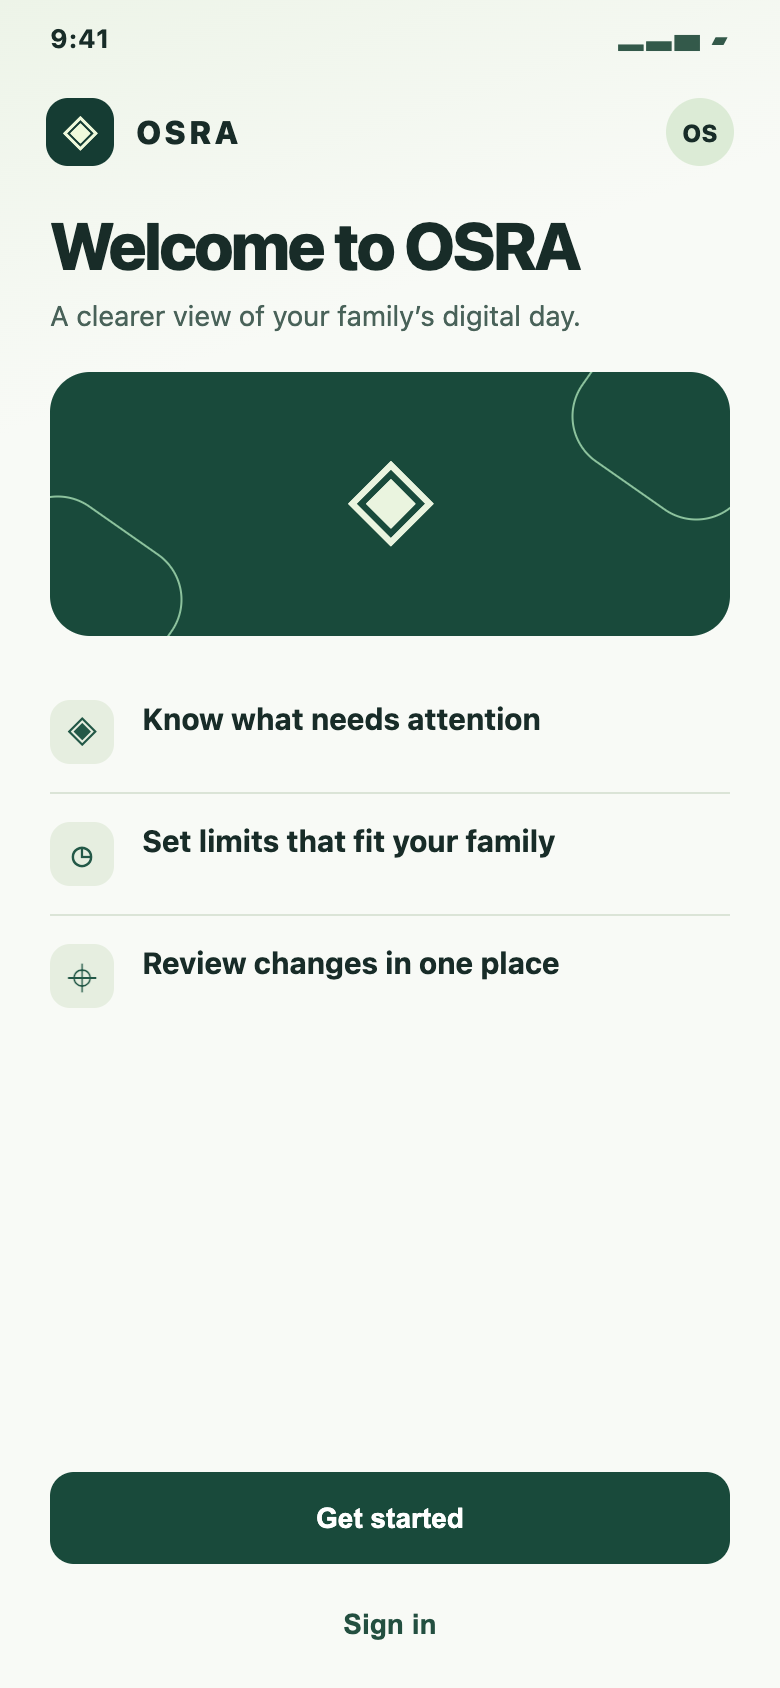 9:41
OSRA
OS
Welcome to OSRA
A clearer view of your family’s digital day.
Know what needs attention
Set limits that fit your family
Review changes in one place
Get started
Sign in